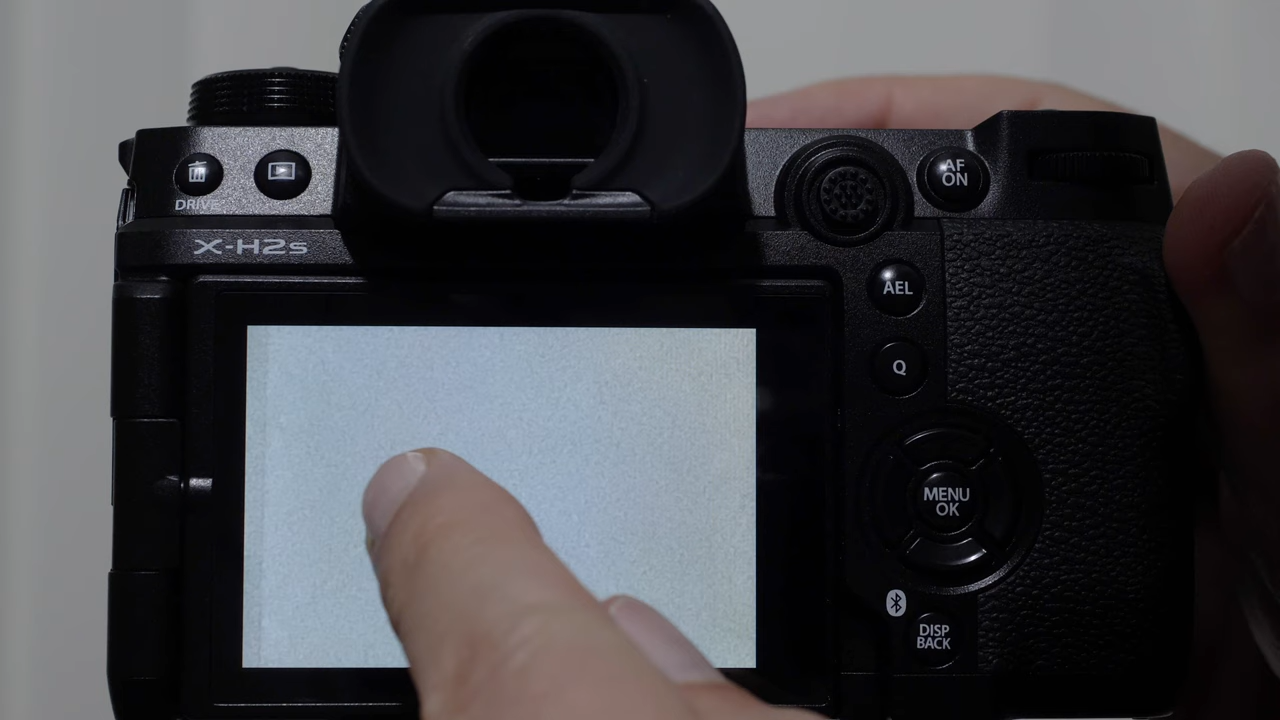 DRIVE
X-H2s
AF
ON
AEL
Q
MENU
OK
DISP
BACK